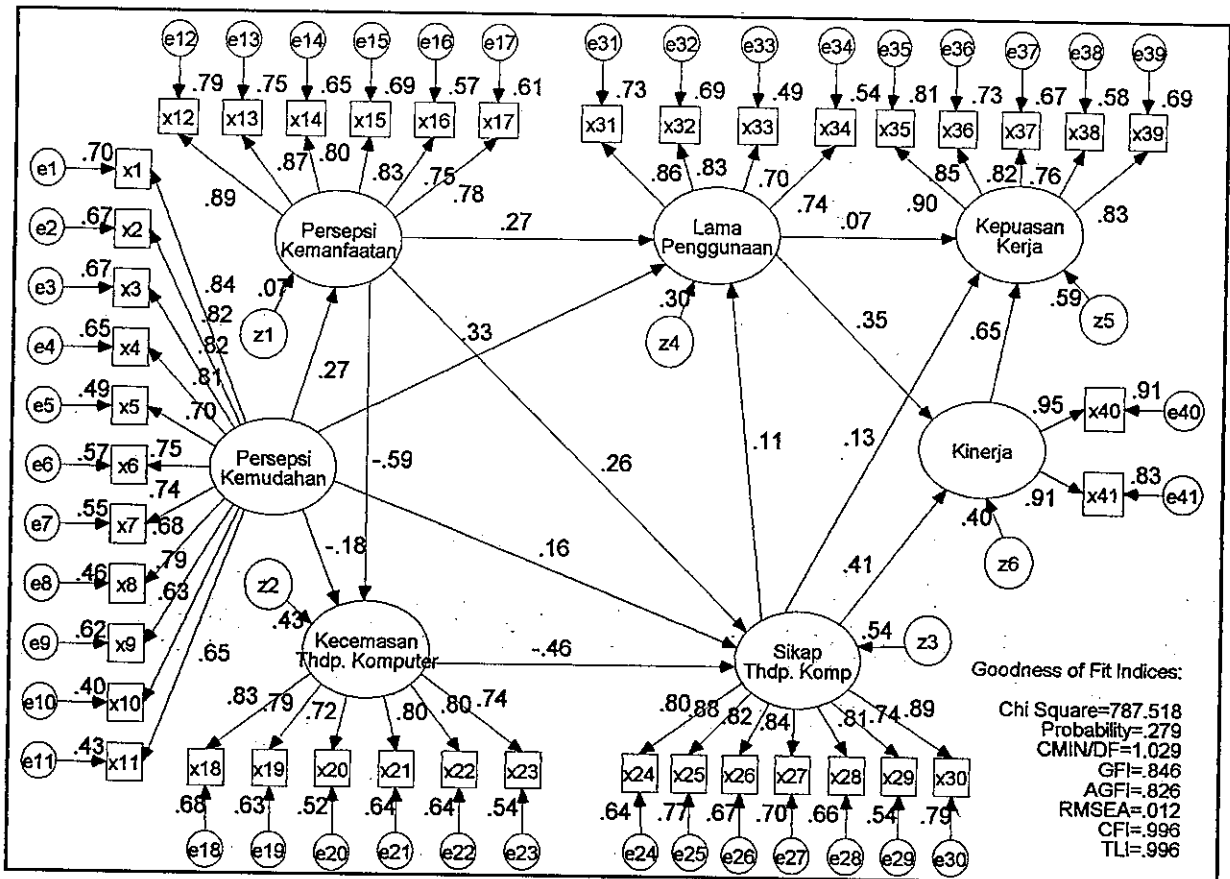 e12 e13 e14 e15 e16 e17 e31 e32 e33 e34 e35 e36 e37 e38 e39
.79 .75 .65 .69 .57 .61 .73 .69 .49 .54 .81 .73 .67 .58 .69
x12 x13 x14 x15 x16 x17 x31 x32 x33 x34 x35 x36 x37 x38 x39
e1 .70 x1
.89 .87 .80 .83 .75 .78 .86 .83 .70 .74 .90 .85 .82 .76 .83
e2 .67 x2
Persepsi
Kemanfaatan
.27
Lama
Penggunaan
.07
Kepuasan
Kerja
e3 .67 x3
.84
.07
z1
.30
z4
.59
z5
e4 .65 x4
.82
.82
.27
.33
.35
.65
e5 .49 x5
.81
.70
.95 x40 .91 e40
e6 .57 x6
.75
Persepsi
Kemudahan
-.59
.26
.11
.13
Kinerja
e7 .55 x7
.74
.91 x41 .83 e41
.40
z6
e8 .46 x8
.68
-.18
.16
.41
e9 .62 x9
.79
z2
.43
e10 .40 x10
.63
Kecemasan
Thdp. Komputer
-.46
Sikap
Thdp. Komp
.54
z3
e11 .43 x11
.65
.83 .79 .72 .80 .80 .74 .80 .88 .82 .84 .81 .74 .89
x18 x19 x20 x21 x22 x23 x24 x25 x26 x27 x28 x29 x30
.68 .63 .52 .64 .64 .54 .64 .77 .67 .70 .66 .54 .79
e18 e19 e20 e21 e22 e23 e24 e25 e26 e27 e28 e29 e30
Goodness of Fit Indices:
Chi Square=787.518
Probability=.279
CMIN/DF=1.029
GFI=.846
AGFI=.826
RMSEA=.012
CFI=.996
TLI=.996